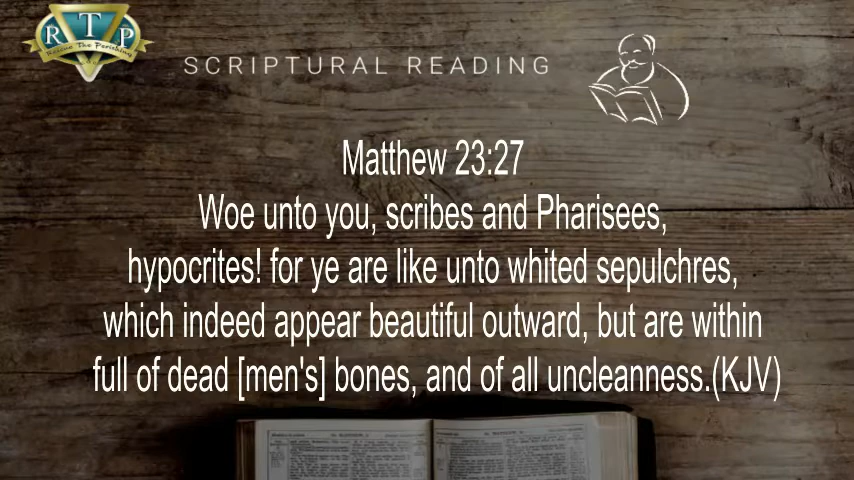 R T P
Rescue The Perishing
SCRIPTURAL READING
Matthew 23:27
Woe unto you, scribes and Pharisees,
hypocrites! for ye are like unto whited sepulchres,
which indeed appear beautiful outward, but are within
full of dead [men's] bones, and of all uncleanness.(KJV)